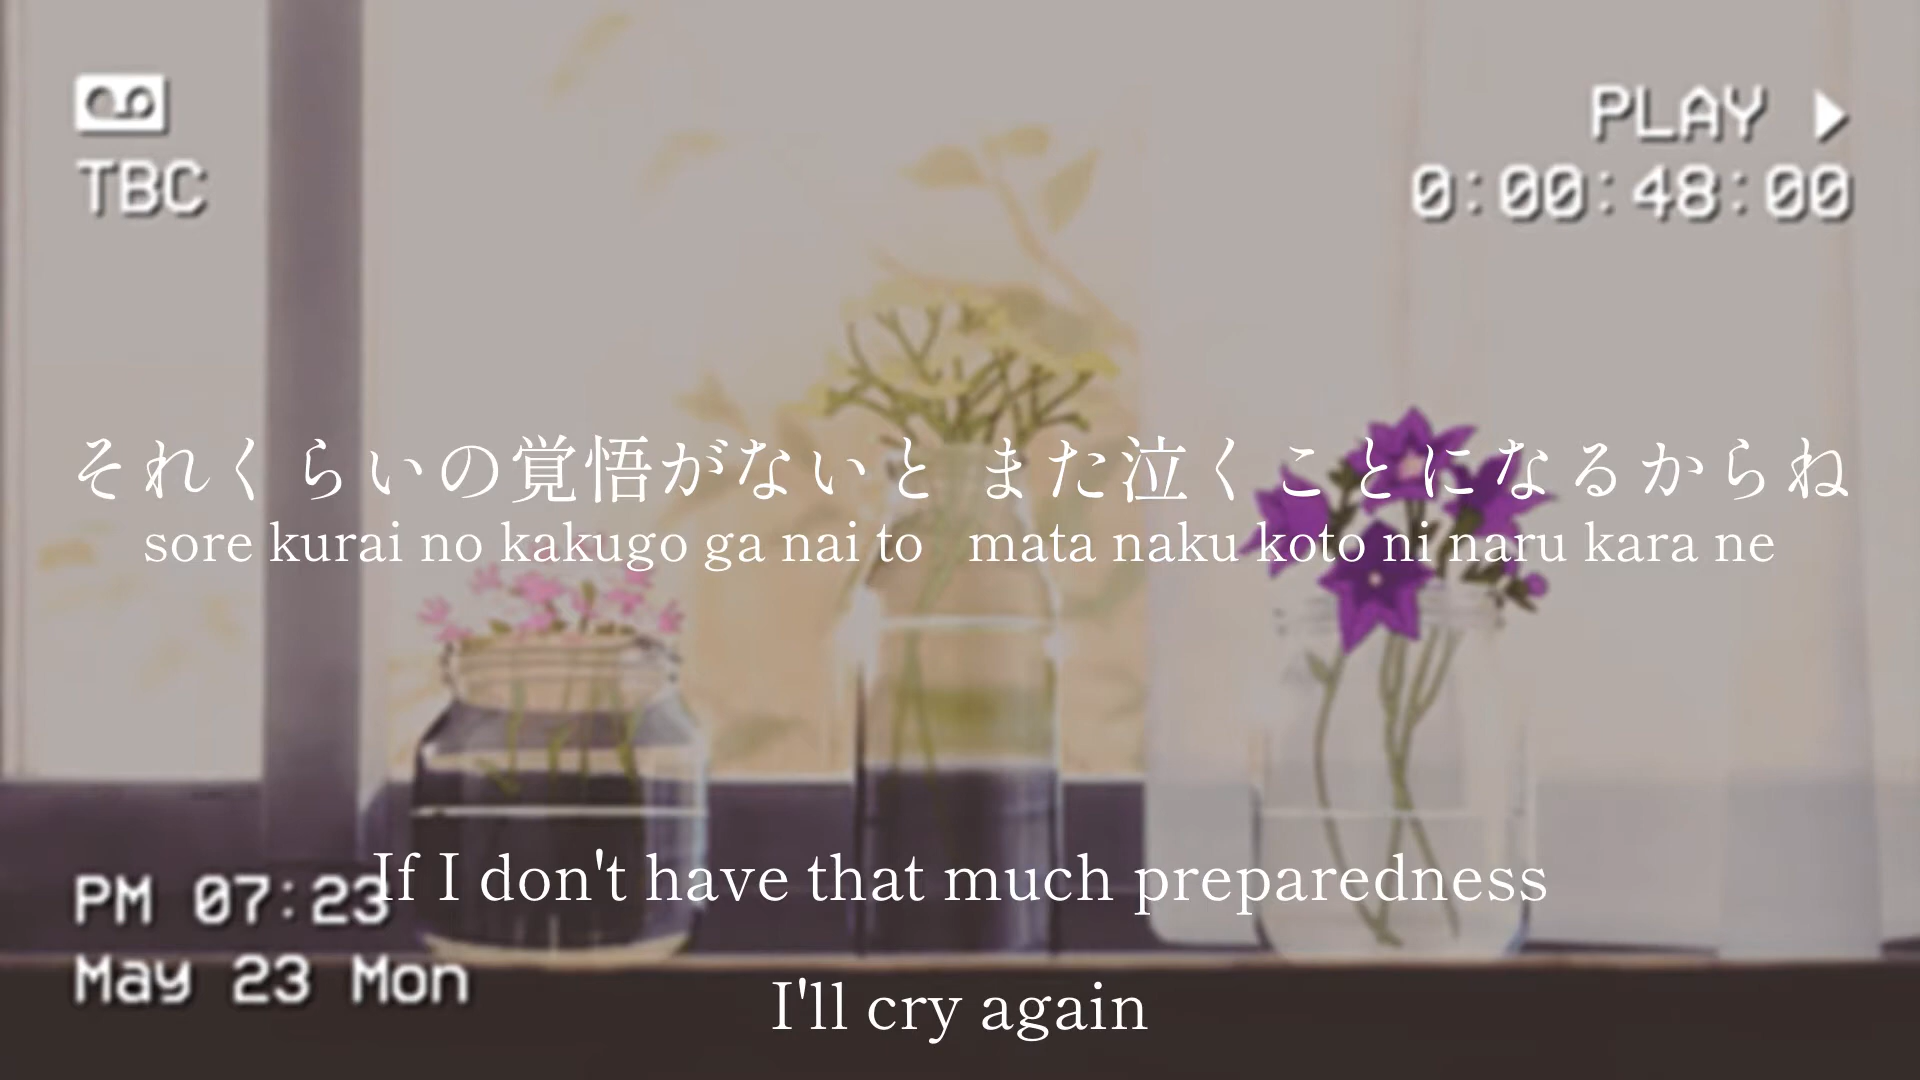 TBC
PLAY
0:00:48:00
それくらいの覚悟がないと また泣くことになるからね
sore kurai no kakugo ga nai to mata naku koto ni naru kara ne
If I don't have that much preparedness
PM 07:23
May 23 Mon
I'll cry again